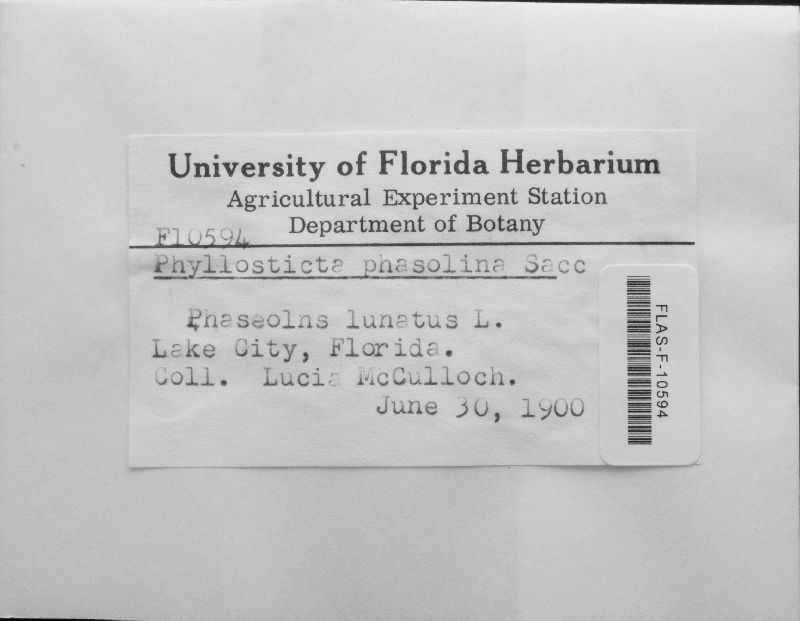 University of Florida Herbarium
Agricultural Experiment Station
Department of Botany
F10594
Phyllosticta phasolina Sacc
Phaseolns lunatus L.
Lake City, Florida.
Coll. Lucia McCulloch.
June 30, 1900
FLAS-F-10594